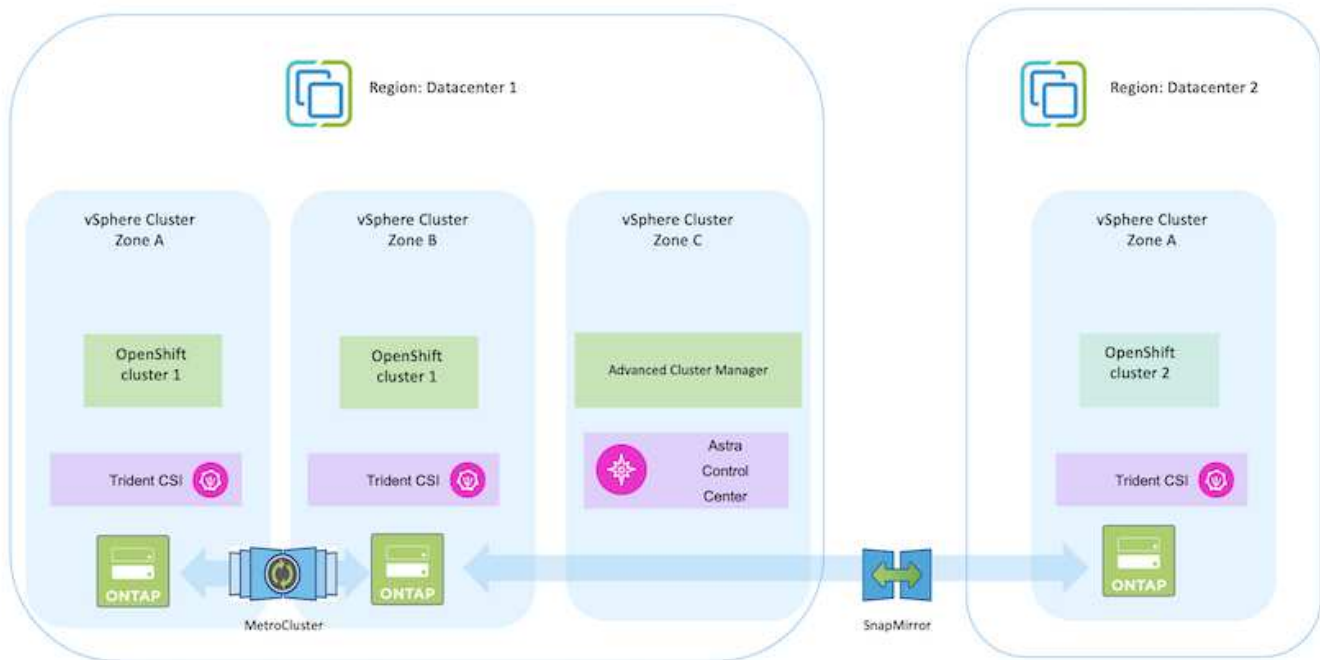 Region: Datacenter 1
Region: Datacenter 2
vSphere Cluster
Zone A
vSphere Cluster
Zone B
vSphere Cluster
Zone C
vSphere Cluster
Zone A
OpenShift
cluster 1
OpenShift
cluster 1
Advanced Cluster Manager
OpenShift
cluster 2
Trident CSI
Trident CSI
Astra
Control
Center
Trident CSI
ONTAP
MetroCluster
ONTAP
SnapMirror
ONTAP